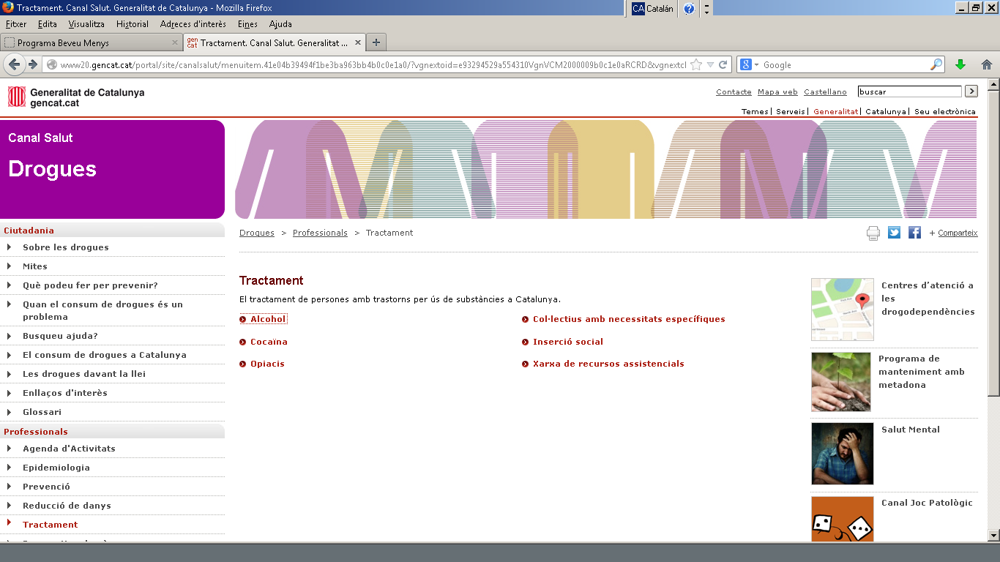 Tractament. Canal Salut. Generalitat de Catalunya - Mozilla Firefox
CA Catalán
Fitxer Edita Visualitza Historial Adreces d'interès Eines Ajuda
Programa Beveu Menys
gen cat Tractament. Canal Salut. Generalitat ...
www20.gencat.cat/portal/site/canalsalut/menuitem.41e04b39494f1be3ba963bb4b0c0e1a0/?vgnextoid=e93294529a554310VgnVCM2000009b0c1e0aRCRD&vgnextcl
Google
Generalitat de Catalunya
gencat.cat
Contacte Mapa web Castellano buscar
Temes| Serveis| Generalitat| Catalunya| Seu electrònica
Canal Salut
Drogues
Ciutadania
Sobre les drogues
Mites
Què podeu fer per prevenir?
Quan el consum de drogues és un
problema
Busqueu ajuda?
El consum de drogues a Catalunya
Les drogues davant la llei
Enllaços d'interès
Glossari
Professionals
Agenda d'Activitats
Epidemiologia
Prevenció
Reducció de danys
Tractament
Drogues > Professionals > Tractament
+ Comparteix
Tractament
El tractament de persones amb trastorns per ús de substàncies a Catalunya.
Alcohol
Cocaïna
Opiacis
Col·lectius amb necessitats específiques
Inserció social
Xarxa de recursos assistencials
Centres d'atenció a
les
drogodependències
Programa de
manteniment amb
metadona
Salut Mental
Canal Joc Patològic